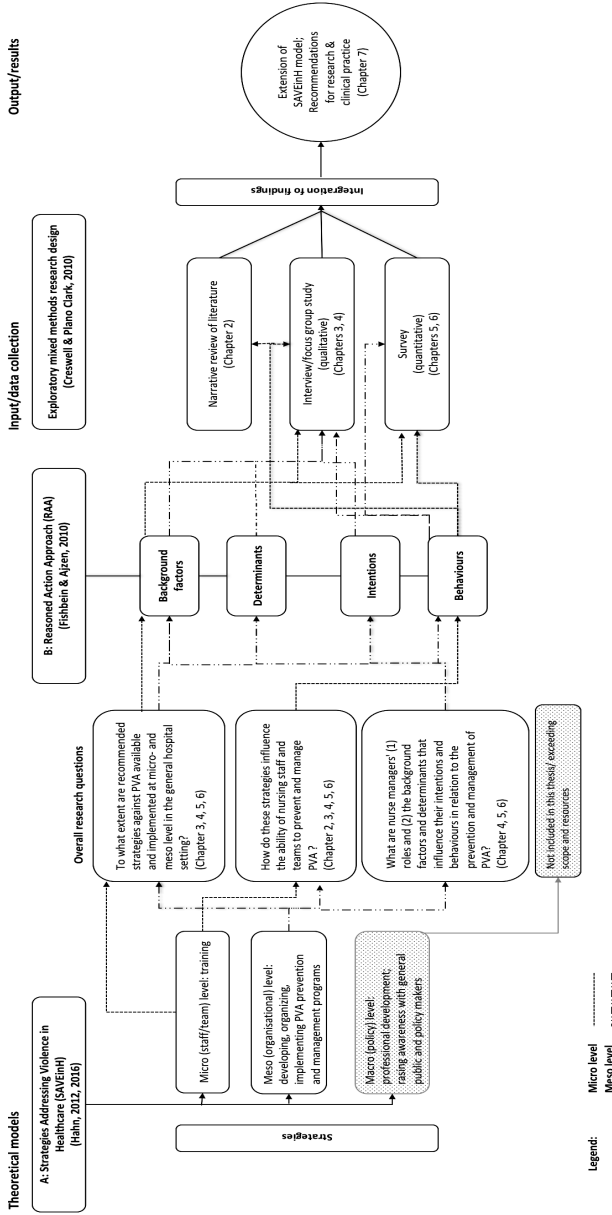 Theoretical models
Input/data collection
Output/results
A: Strategies Addressing Violence in
Healthcare (SAVEinH)
(Hahn, 2012, 2016)
B: Reasoned Action Approach (RAA)
(Fishbein & Ajzen, 2010)
Exploratory mixed methods research design
(Creswell & Plano Clark, 2010)
Overall research questions
Strategies
Micro (staff/team) level: training
Meso (organisational) level:
developing, organizing,
implementing PVA prevention
and management programs
Macro (policy) level:
professional development;
rasing awareness with general
public and policy makers
To what extent are recommended
strategies against PVA available
and implemented at micro- and
meso level in the general hospital
setting?
(Chapter 3, 4, 5, 6)
How do these strategies influence
the ability of nursing staff and
teams to prevent and manage
PVA ?
(Chapter 2, 3, 4, 5, 6)
What are nurse managers' (1)
roles and (2) the background
factors and determinants that
influence their intentions and
behaviours in relation to the
prevention and management of
PVA?
(Chapter 4, 5, 6)
Not included in this thesis/ exceeding
scope and resources
Background
factors
Determinants
Intentions
Behaviours
Narrative review of literature
(Chapter 2)
Interview/focus group study
(qualitative)
(Chapters 3, 4)
Survey
(quantitative)
(Chapters 5, 6)
Integration fo findings
Extension of
SAVEinH model;
Recommendations
for research &
clinical practice
(Chapter 7)
Legend:
Micro level
Meso level